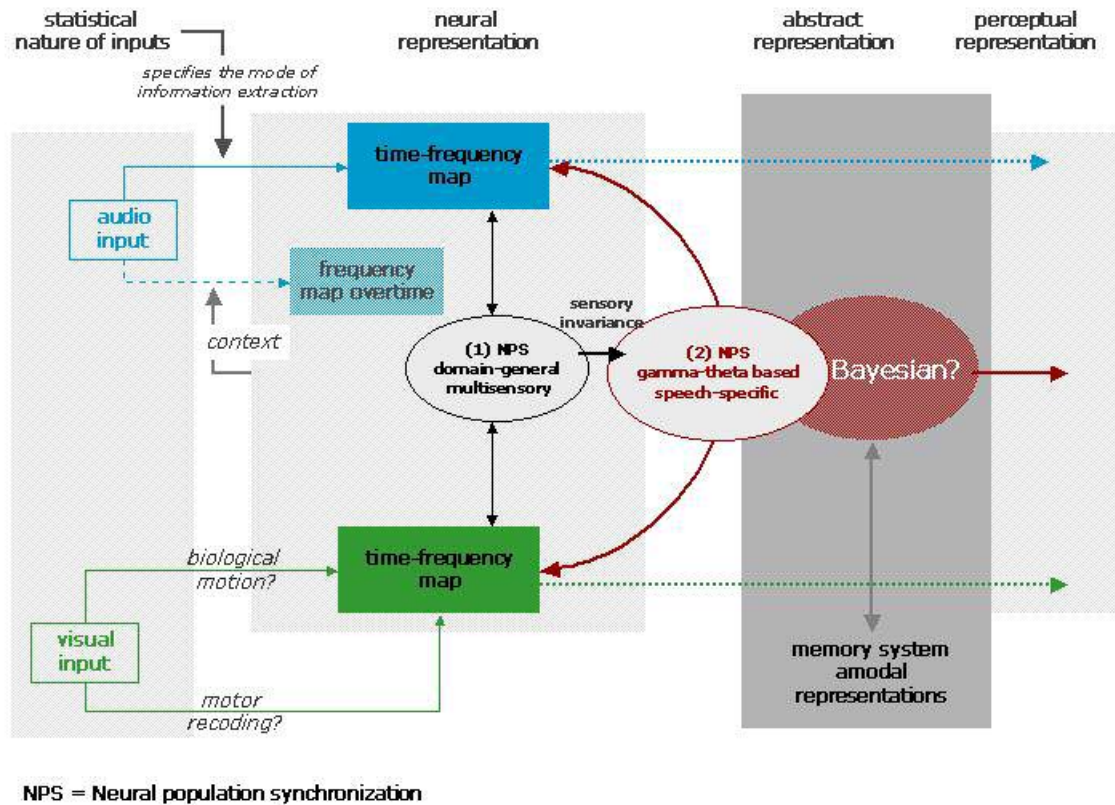 statistical
nature of inputs
neural
representation
abstract
representation
perceptual
representation
specifies the mode of
information extraction
time-frequency
map
audio
input
frequency
map overtime
context
sensory
invariance
(1) NPS
domain-general
multisensory
(2) NPS
gamma-theta based
speech-specific
Bayesian?
biological
motion?
time-frequency
map
visual
input
motor
recoding?
memory system
amodal
representations
NPS = Neural population synchronization